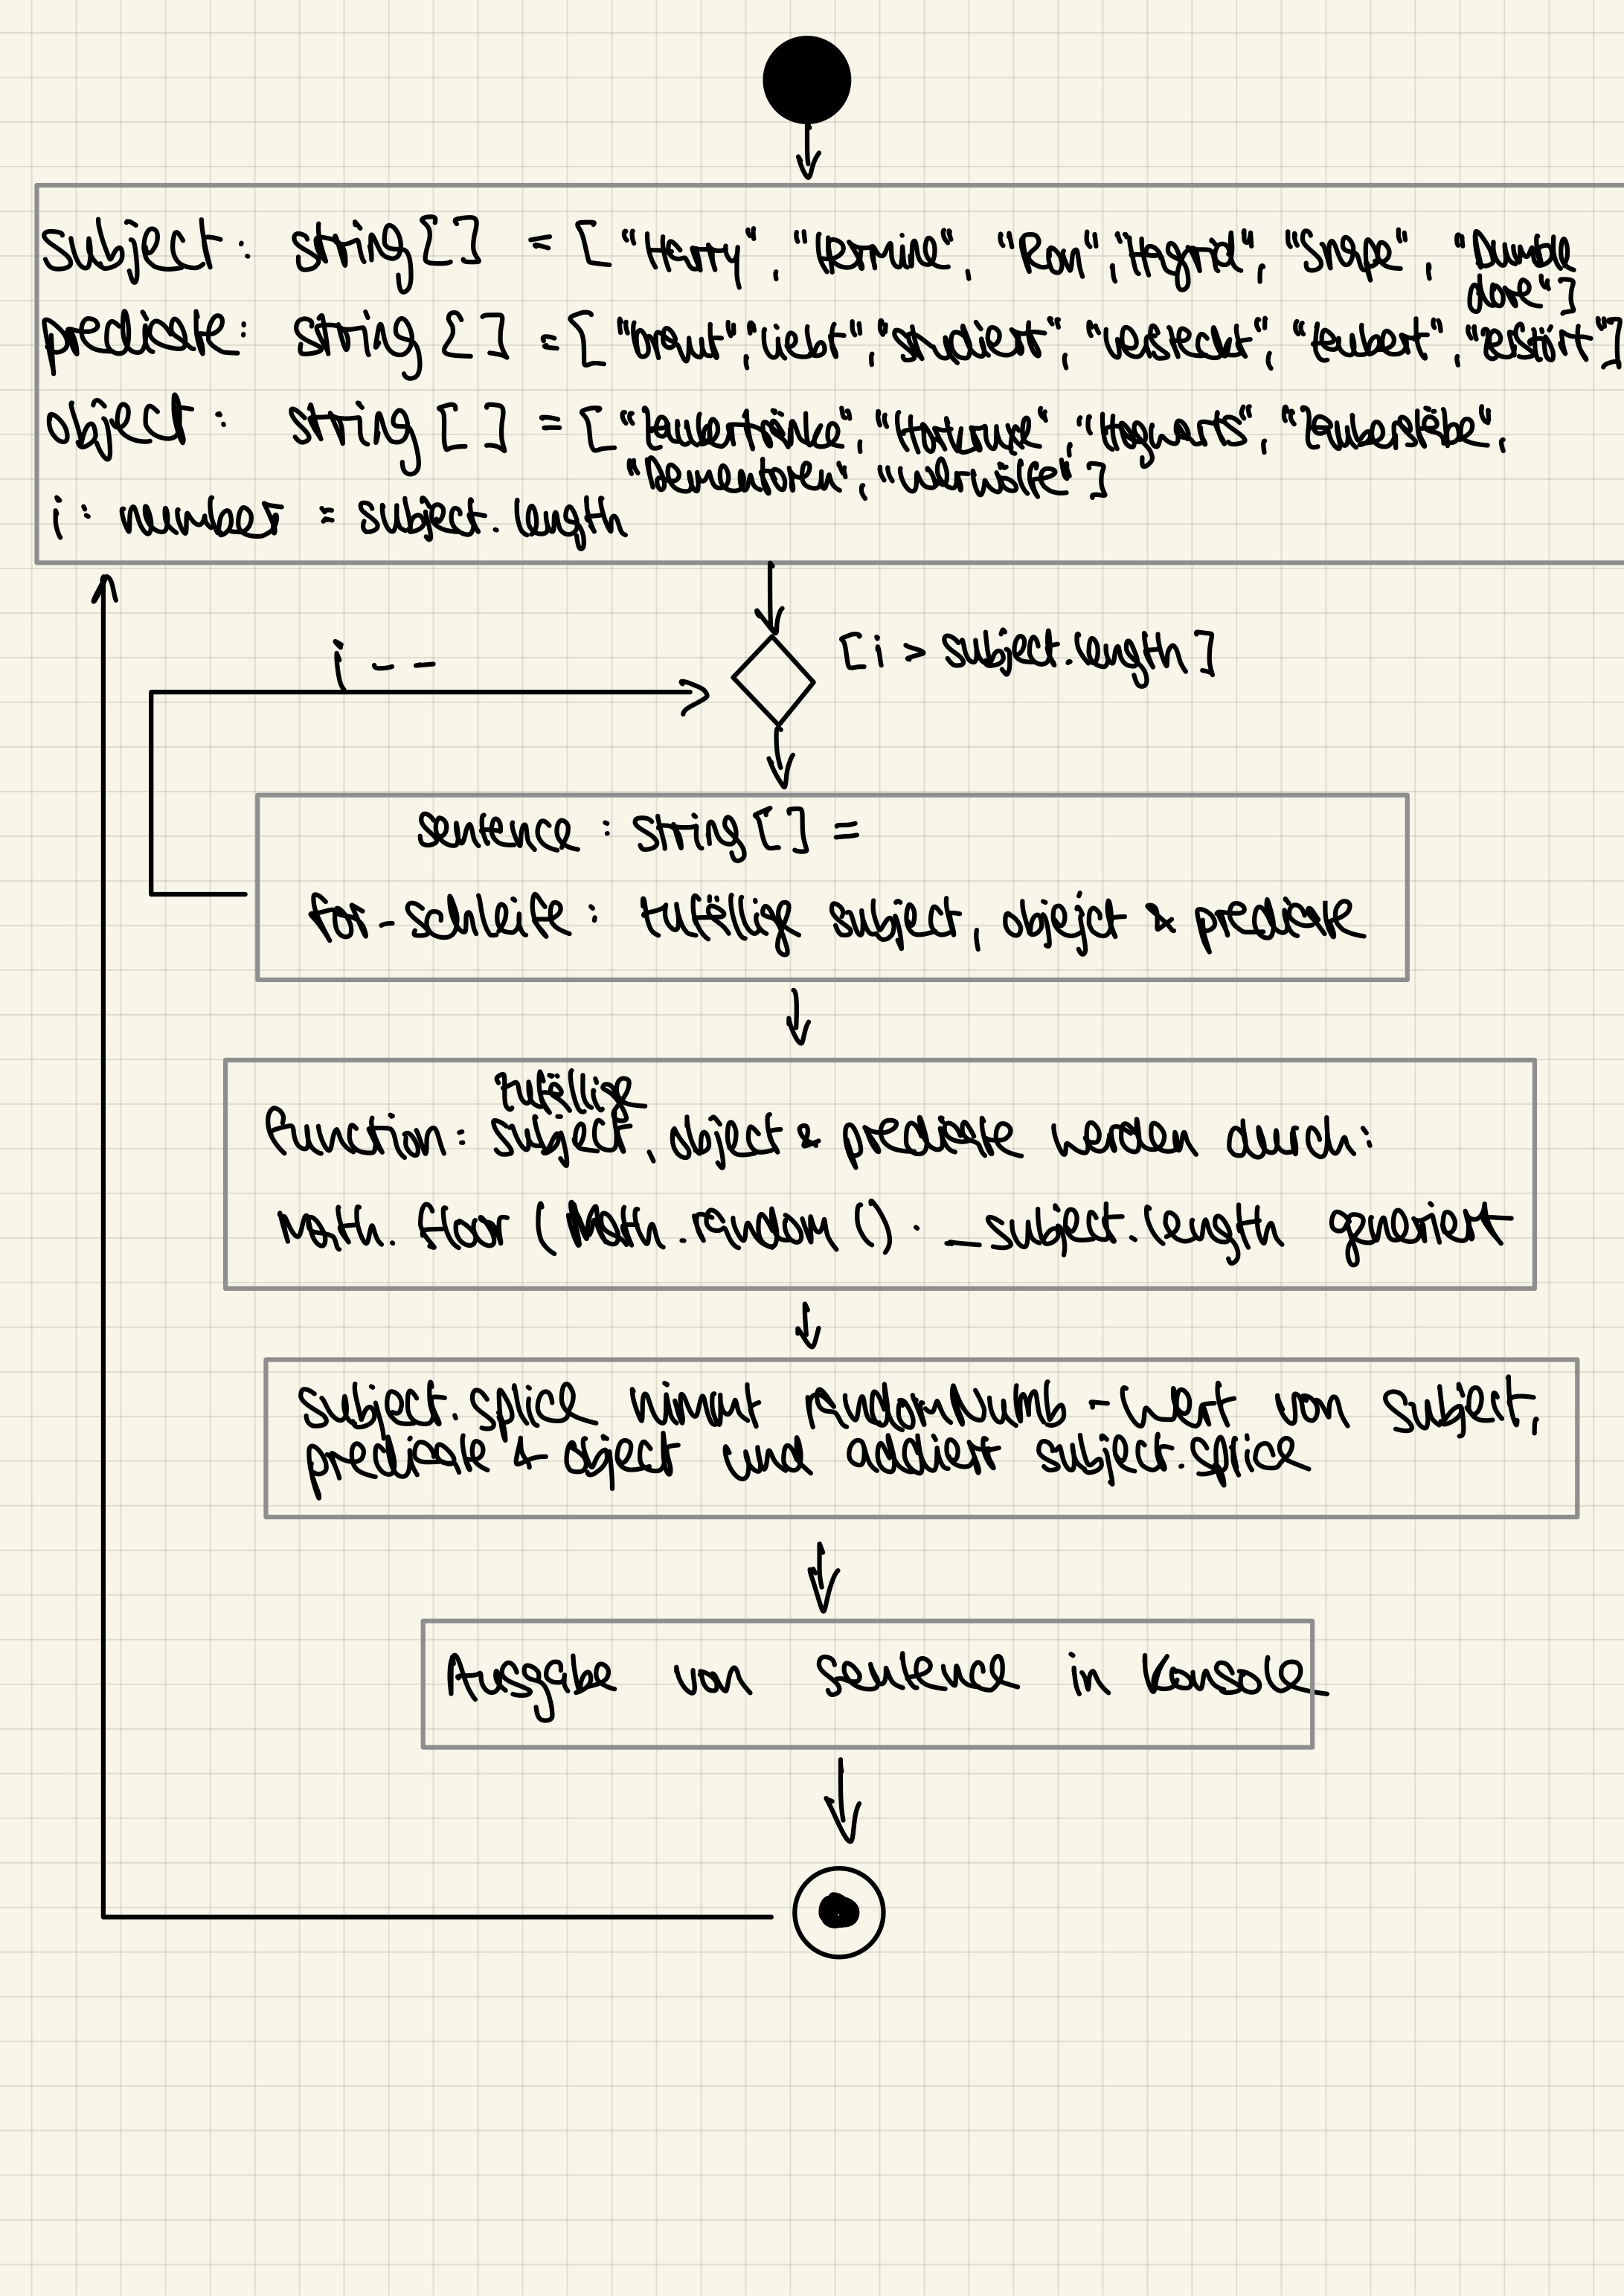 subject: string[] = ["Harry", "Hermine", "Ron", "Hagrid", "Snape", "Dumble
dore"]
predicate: string [] = ["braut", "liebt", "studiert", "versteckt", "zaubert", "zerstört"]
object: string [] = ["Zaubertränke", "Horkruxe", "Hogwarts", "Zauberstäbe",
"Dementoren", "Werwölfe"]
i: number = subject.length
i --
[i > subject.length]
sentence : string[] =
for-schleife: zufällige subject, objejct & predicate
zufällige
function: subject, object & predicate werden durch:
Math. floor (Math.random () · _subject.length generiert
subject.splice nimmt randomNumb-Wert von subject,
predicate & object und addiert subject.splice
Ausgabe von sentence in Konsole